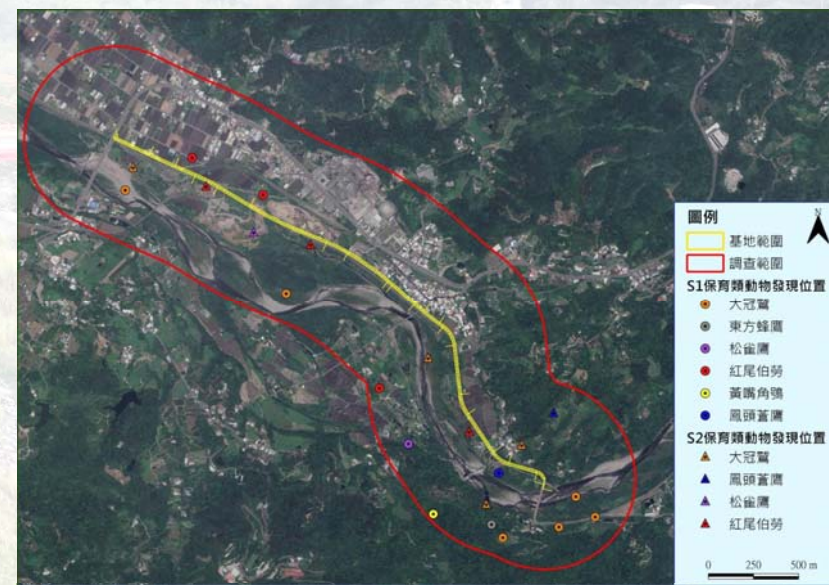 圖例
N
基地範圍
調查範圍
S1保育類動物發現位置
大冠鷲
東方蜂鷹
松雀鷹
紅尾伯勞
黃嘴角鴞
鳳頭蒼鷹
S2保育類動物發現位置
大冠鷲
鳳頭蒼鷹
松雀鷹
紅尾伯勞
0 250 500 m